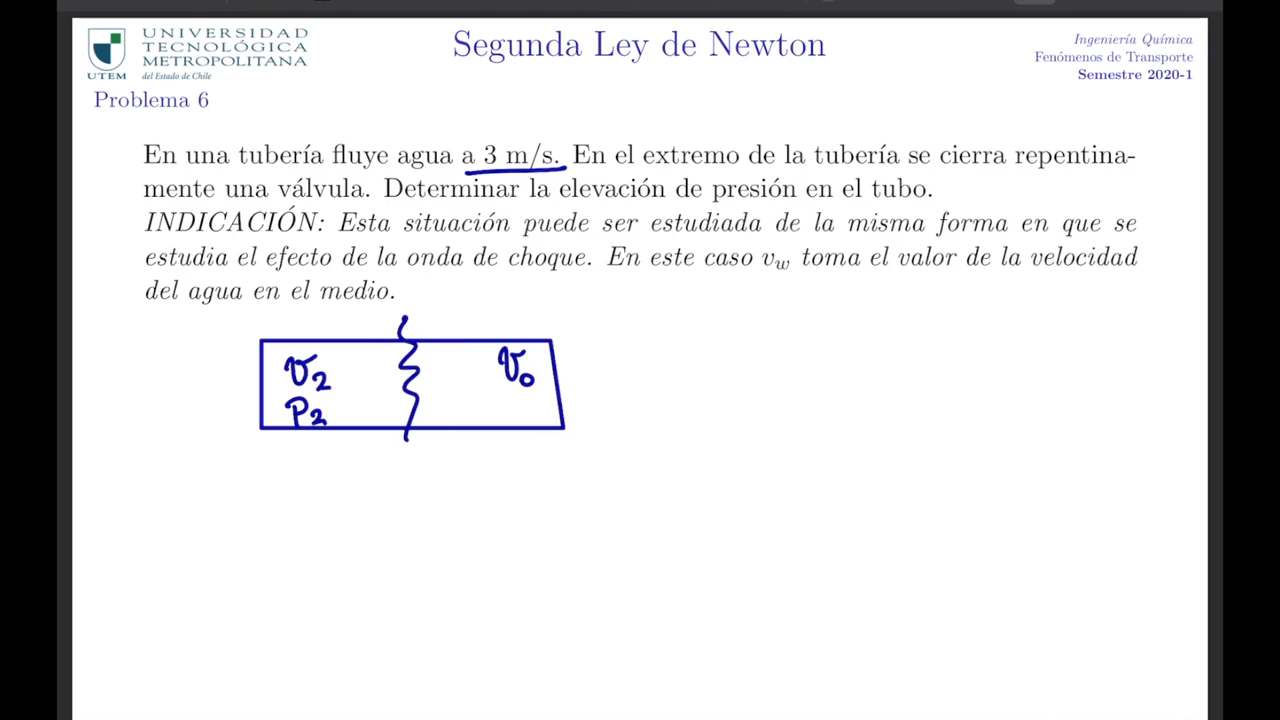 UNIVERSIDAD
TECNOLÓGICA
METROPOLITANA
UTEM
del Estado de Chile
Segunda Ley de Newton
Ingeniería Química
Fenómenos de Transporte
Semestre 2020-1
Problema 6
En una tubería fluye agua a 3 m/s. En el extremo de la tubería se cierra repentina-
mente una válvula. Determinar la elevación de presión en el tubo.
INDICACIÓN: Esta situación puede ser estudiada de la misma forma en que se
estudia el efecto de la onda de choque. En este caso v_w toma el valor de la velocidad
del agua en el medio.
v₂
v₀
P₂